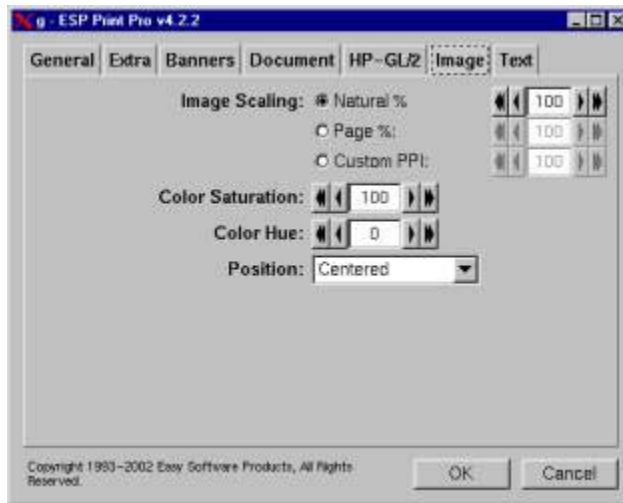 g - ESP Print Pro v4.2.2
General Extra Banners Document HP-GL/2 Image Text
Image Scaling: Natural % 100
Page %: 100
Custom PPI: 100
Color Saturation: 100
Color Hue: 0
Position: Centered
Copyright 1993-2002 Easy Software Products, All Rights
Reserved.
OK Cancel